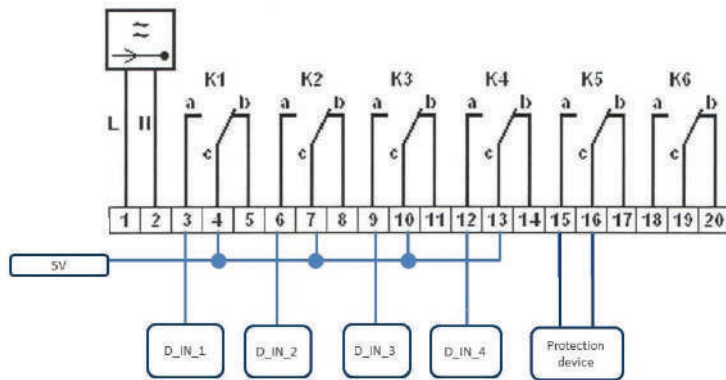 K1 K2 K3 K4 K5 K6
a b a b a b a b a b a b
L II c c c c c c
1 2 3 4 5 6 7 8 9 10 11 12 13 14 15 16 17 18 19 20
5V
D_IN_1 D_IN_2 D_IN_3 D_IN_4 Protection
device